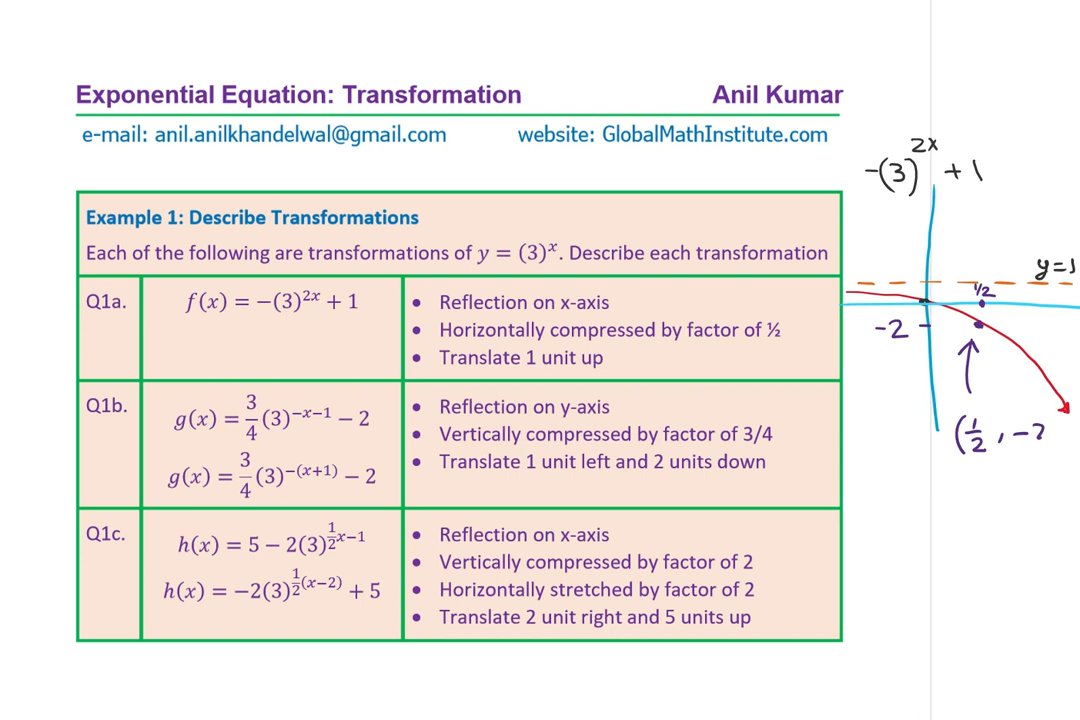 Exponential Equation: Transformation Anil Kumar
e-mail: anil.anilkhandelwal@gmail.com website: GlobalMathInstitute.com
Example 1: Describe Transformations
Each of the following are transformations of y = (3)^x. Describe each transformation
Q1a. f(x) = −(3)^{2x} + 1
• Reflection on x-axis
• Horizontally compressed by factor of ½
• Translate 1 unit up
Q1b. g(x) = 3/4 (3)^{−x−1} − 2
g(x) = 3/4 (3)^{−(x+1)} − 2
• Reflection on y-axis
• Vertically compressed by factor of 3/4
• Translate 1 unit left and 2 units down
Q1c. h(x) = 5 − 2(3)^{1/2 x−1}
h(x) = −2(3)^{1/2 (x−2)} + 5
• Reflection on x-axis
• Vertically compressed by factor of 2
• Horizontally stretched by factor of 2
• Translate 2 unit right and 5 units up
-(3)^{2x} + 1
y=1
1/2
-2
(1/2, -2